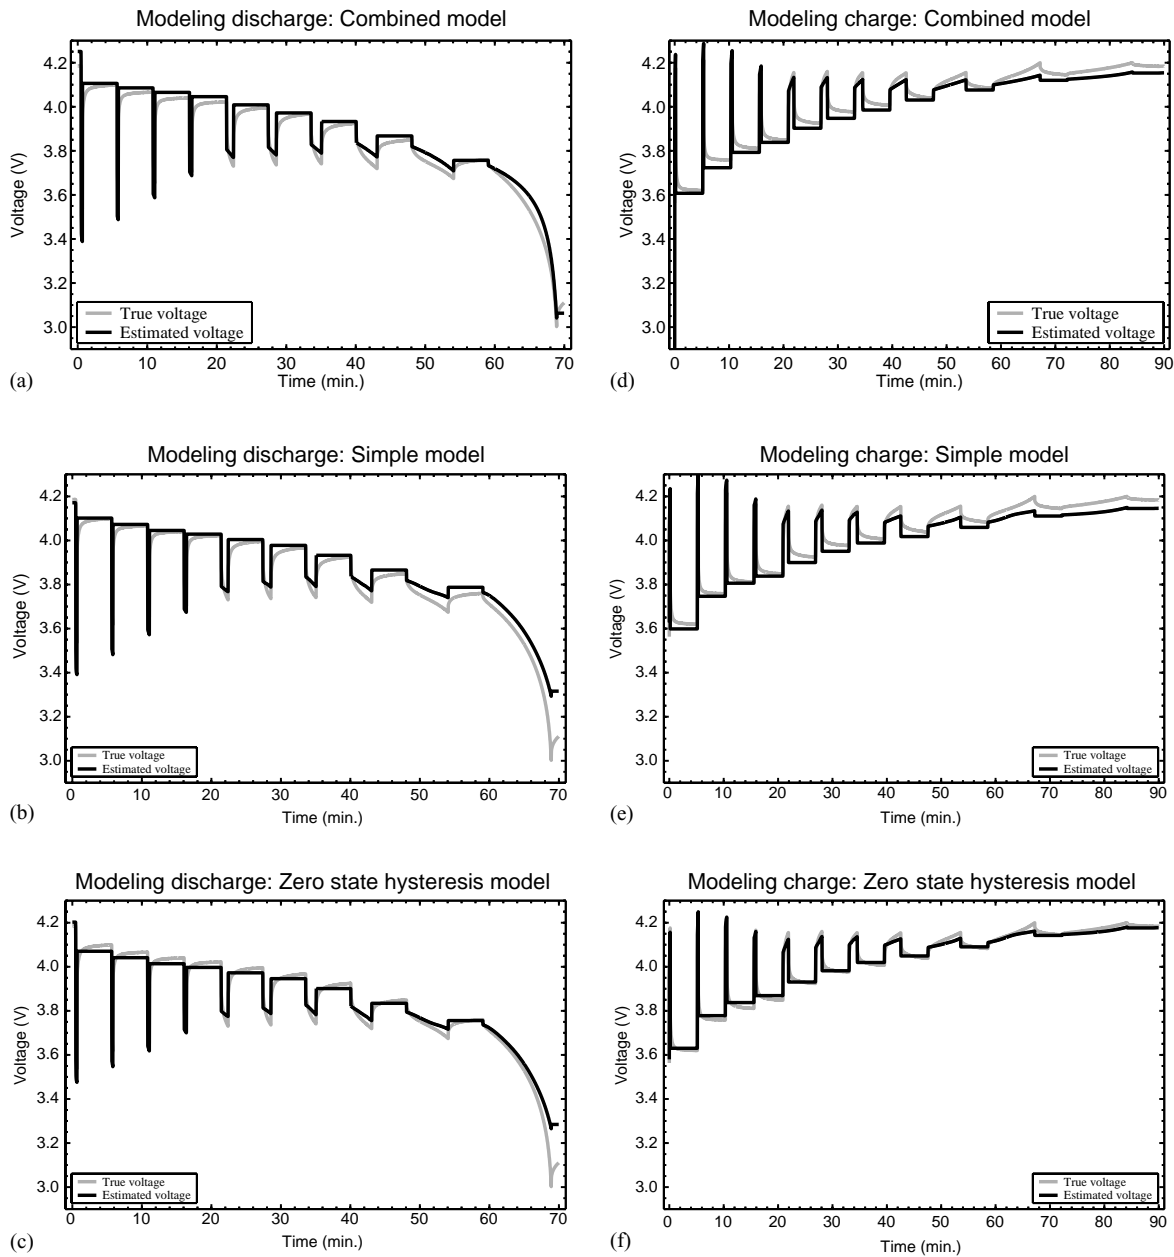 Modeling discharge: Combined model
Voltage (V)
4.2
4.0
3.8
3.6
3.4
3.2
3.0
True voltage
Estimated voltage
0 10 20 30 40 50 60 70
Time (min.)
(a)
Modeling charge: Combined model
Voltage (V)
4.2
4.0
3.8
3.6
3.4
3.2
3.0
True voltage
Estimated voltage
0 10 20 30 40 50 60 70 80 90
Time (min.)
(d)
Modeling discharge: Simple model
Voltage (V)
4.2
4.0
3.8
3.6
3.4
3.2
3.0
True voltage
Estimated voltage
0 10 20 30 40 50 60 70
Time (min.)
(b)
Modeling charge: Simple model
Voltage (V)
4.2
4.0
3.8
3.6
3.4
3.2
3.0
True voltage
Estimated voltage
0 10 20 30 40 50 60 70 80 90
Time (min.)
(e)
Modeling discharge: Zero state hysteresis model
Voltage (V)
4.2
4.0
3.8
3.6
3.4
3.2
3.0
True voltage
Estimated voltage
0 10 20 30 40 50 60 70
Time (min.)
(c)
Modeling charge: Zero state hysteresis model
Voltage (V)
4.2
4.0
3.8
3.6
3.4
3.2
3.0
True voltage
Estimated voltage
0 10 20 30 40 50 60 70 80 90
Time (min.)
(f)